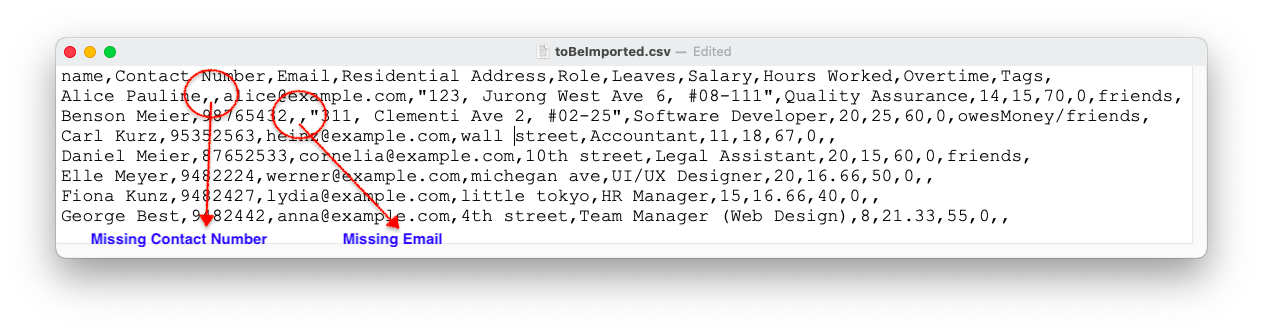 toBeImported.csv — Edited
name,Contact Number,Email,Residential Address,Role,Leaves,Salary,Hours Worked,Overtime,Tags,
Alice Pauline,,alice@example.com,"123, Jurong West Ave 6, #08-111",Quality Assurance,14,15,70,0,friends,
Benson Meier,98765432,,"311, Clementi Ave 2, #02-25",Software Developer,20,25,60,0,owesMoney/friends,
Carl Kurz,95352563,heinz@example.com,wall street,Accountant,11,18,67,0,,
Daniel Meier,87652533,cornelia@example.com,10th street,Legal Assistant,20,15,60,0,friends,
Elle Meyer,9482224,werner@example.com,michegan ave,UI/UX Designer,20,16.66,50,0,,
Fiona Kunz,9482427,lydia@example.com,little tokyo,HR Manager,15,16.66,40,0,,
George Best,9482442,anna@example.com,4th street,Team Manager (Web Design),8,21.33,55,0,,
Missing Contact Number Missing Email